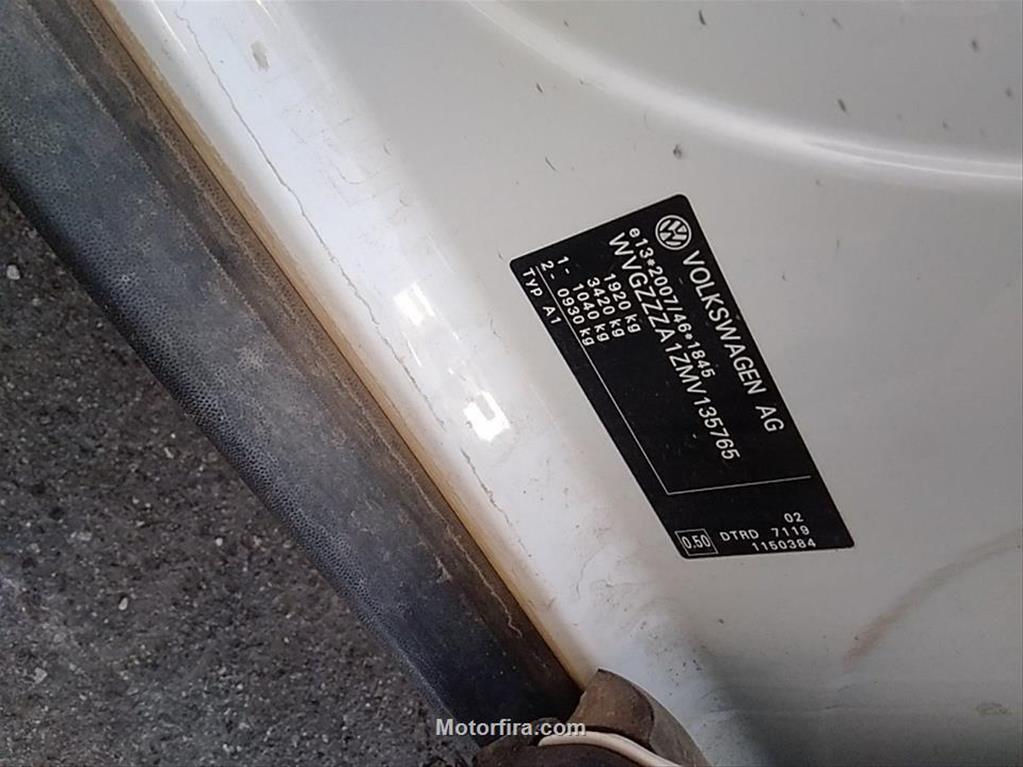 VOLKSWAGEN AG
e13*2007/46*1845
WVGZZZA1ZMV135765
1920 kg
3420 kg
1- 1040 kg
2- 0930 kg
Typ A1
02
0.50 DTRD 7119
1150384
Motorfira.com